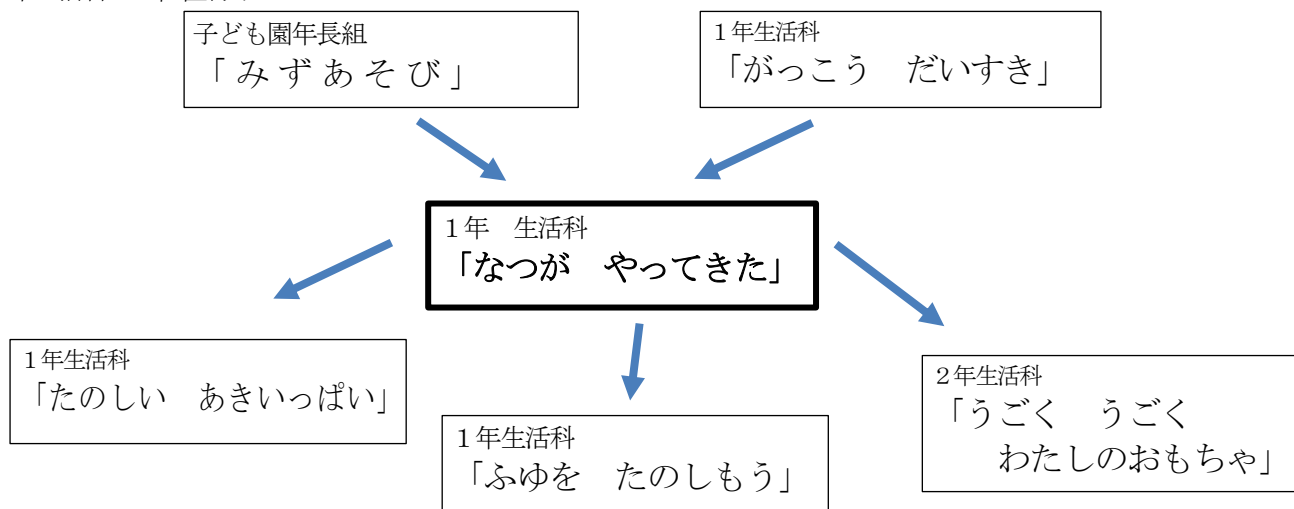 子ども園年長組
「みずあそび」
１年生活科
「がっこう　だいすき」
１年　生活科
「なつが　やってきた」
１年生活科
「たのしい　あきいっぱい」
１年生活科
「ふゆを　たのしもう」
２年生活科
「うごく　うごく
わたしのおもちゃ」